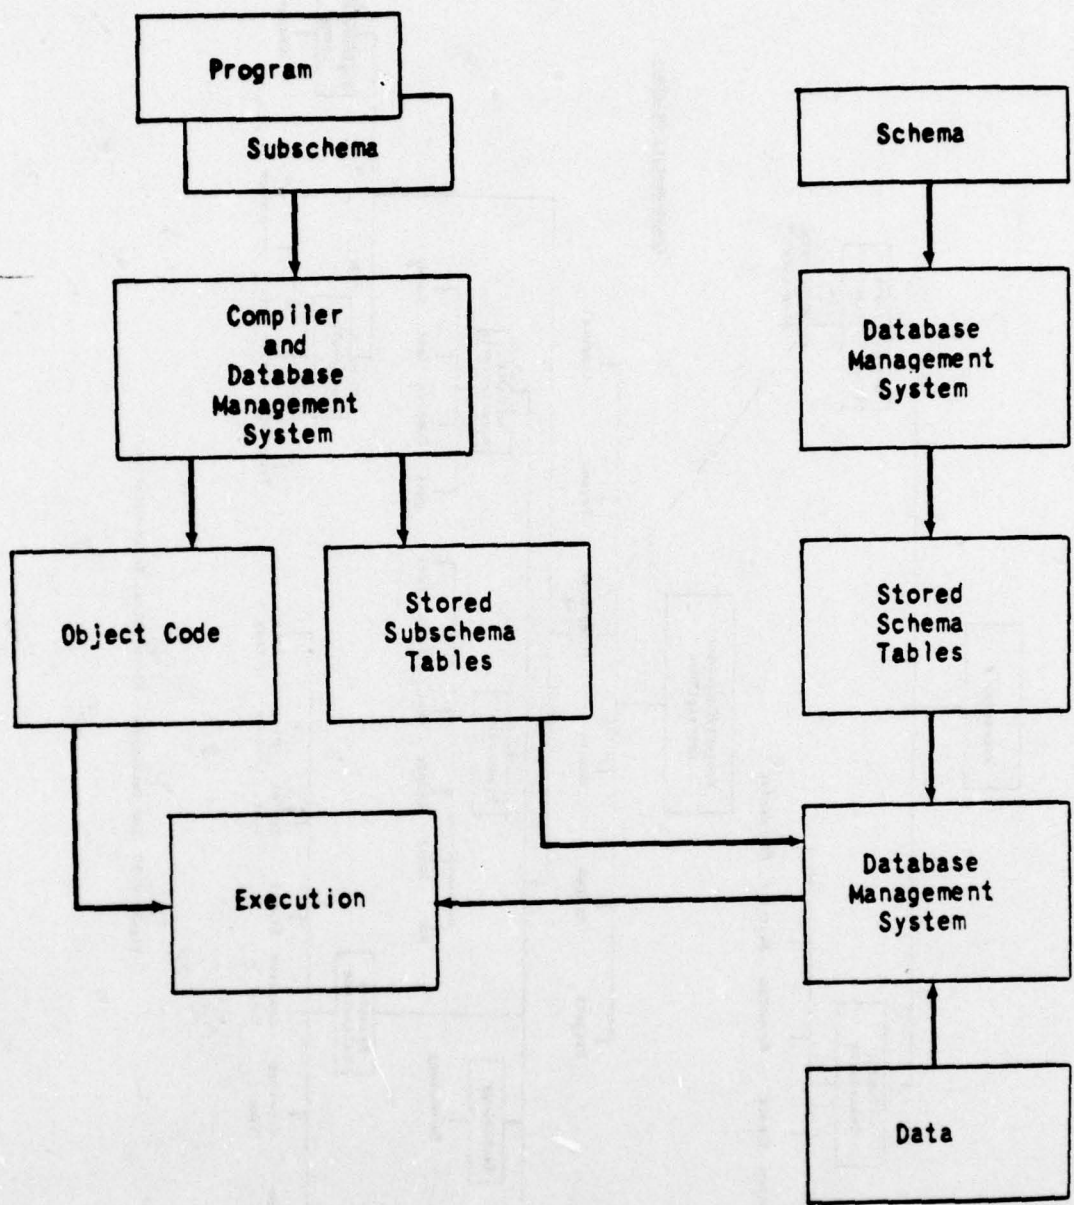 Program
Subschema
Schema
Compiler
and
Database
Management
System
Database
Management
System
Object Code
Stored
Subschema
Tables
Stored
Schema
Tables
Execution
Database
Management
System
Data